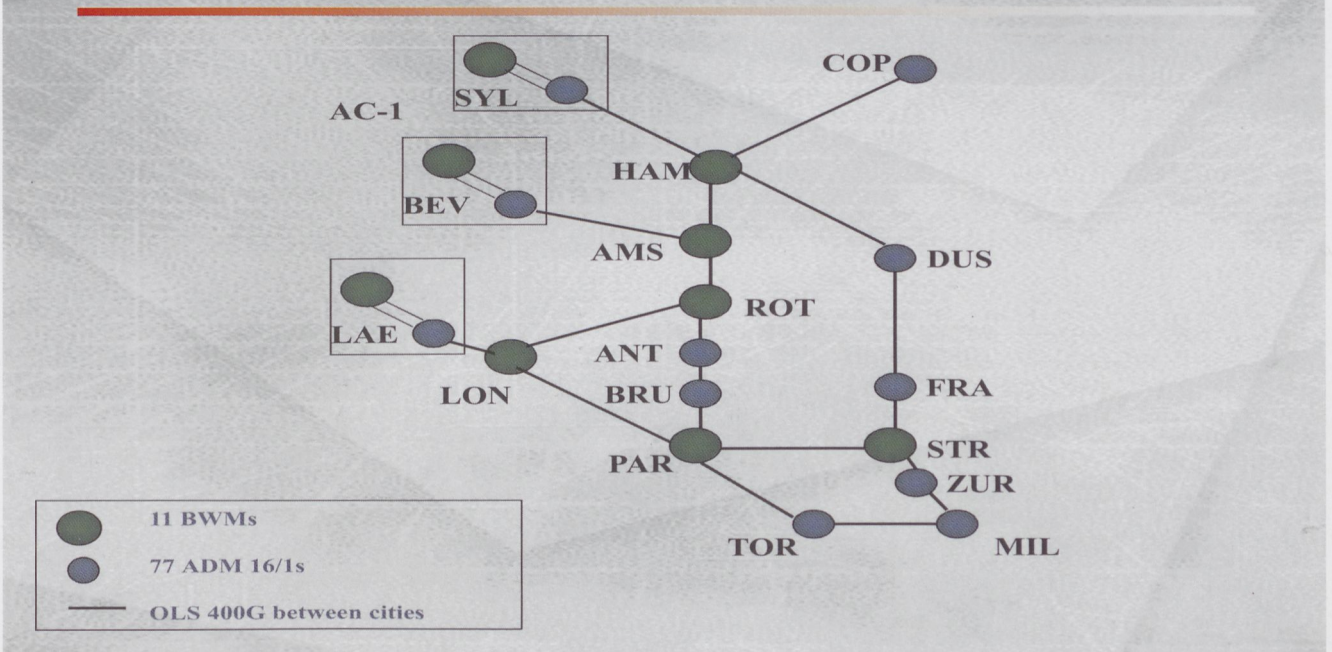 COP
SYL
AC-1
HAM
BEV
AMS
DUS
ROT
LAE
ANT
LON
BRU
FRA
PAR
STR
ZUR
TOR
MIL
11 BWMs
77 ADM 16/1s
OLS 400G between cities